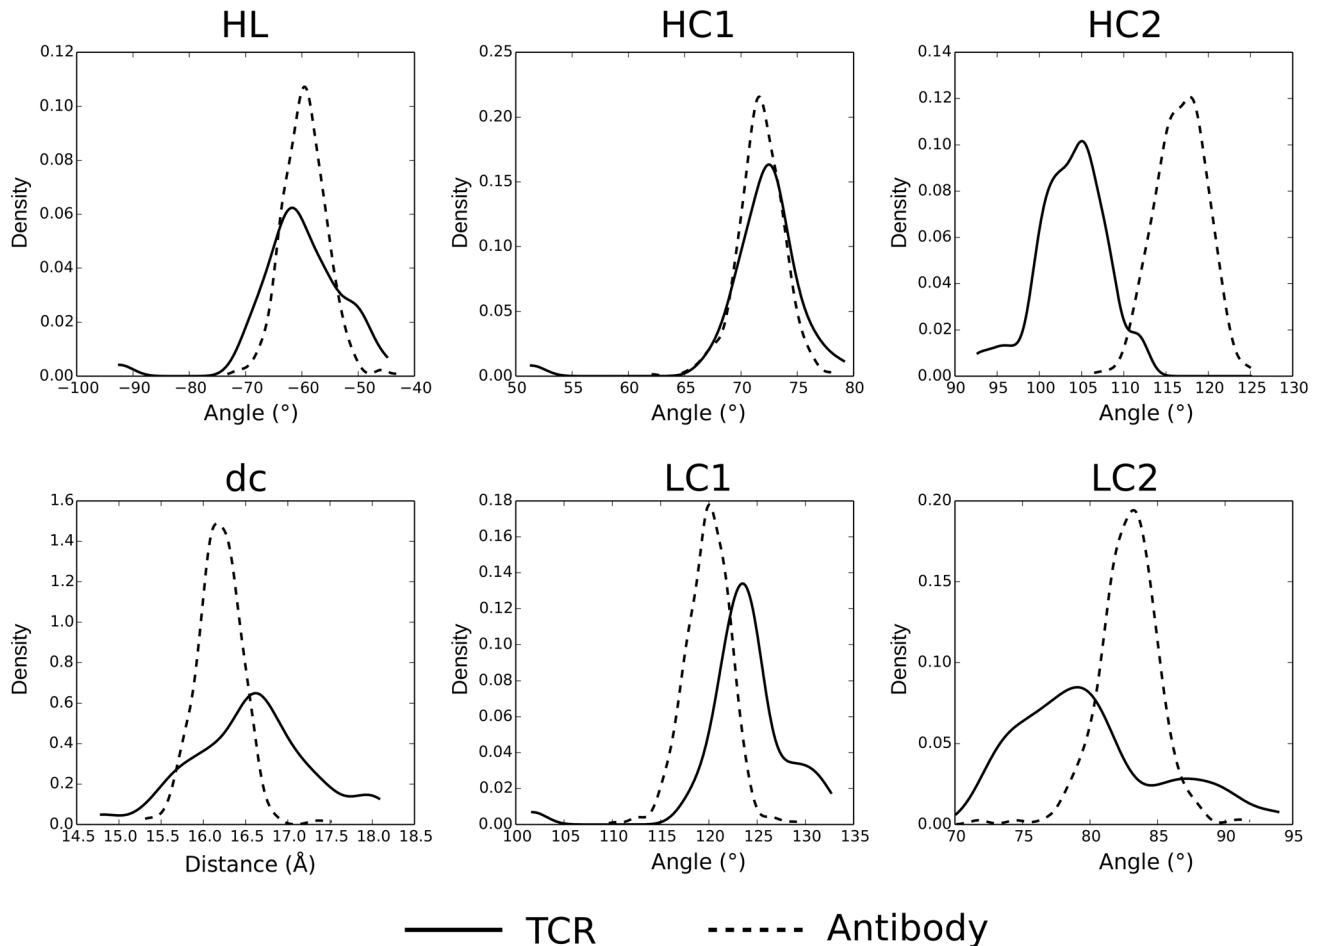 HL
0.12
0.10
0.08
0.06
0.04
0.02
0.00
Density
−100 −90 −80 −70 −60 −50 −40
Angle (°)
HC1
0.25
0.20
0.15
0.10
0.05
0.00
Density
50 55 60 65 70 75 80
Angle (°)
HC2
0.14
0.12
0.10
0.08
0.06
0.04
0.02
0.00
Density
90 95 100 105 110 115 120 125 130
Angle (°)
dc
1.6
1.4
1.2
1.0
0.8
0.6
0.4
0.2
0.0
Density
14.5 15.0 15.5 16.0 16.5 17.0 17.5 18.0 18.5
Distance (Å)
LC1
0.18
0.16
0.14
0.12
0.10
0.08
0.06
0.04
0.02
0.00
Density
100 105 110 115 120 125 130 135
Angle (°)
LC2
0.20
0.15
0.10
0.05
0.00
Density
70 75 80 85 90 95
Angle (°)
TCR Antibody